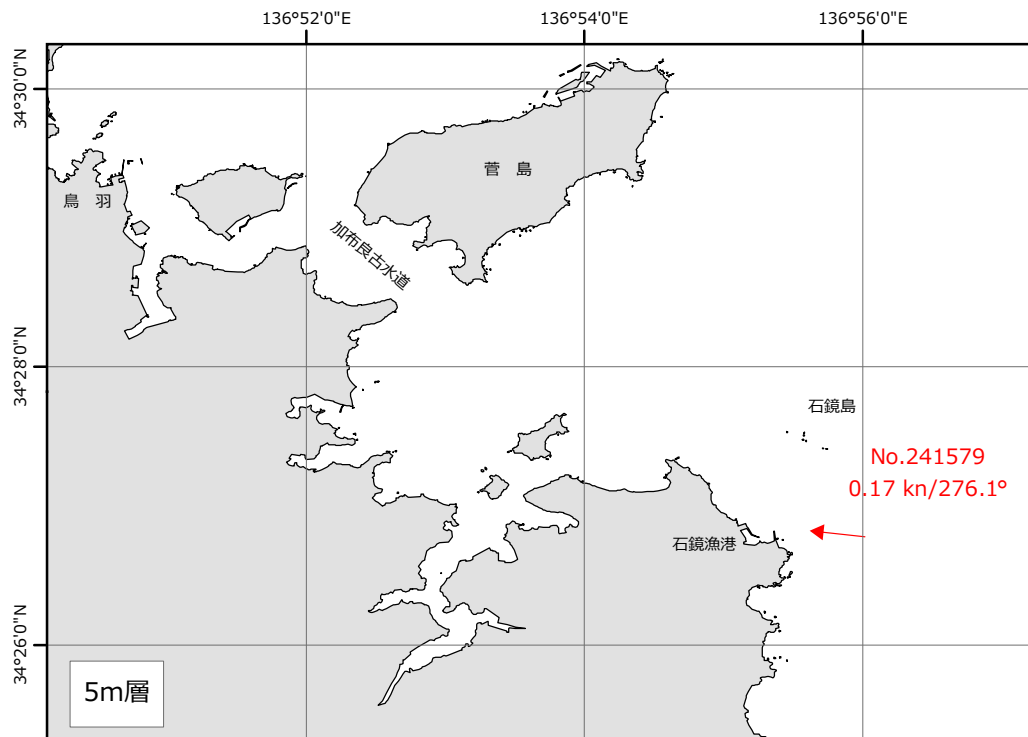 136°52'0"E
136°54'0"E
136°56'0"E
34°30'0"N
菅 島
鳥 羽
加布良古水道
34°28'0"N
石鏡島
No.241579
0.17 kn/276.1°
石鏡漁港
34°26'0"N
5m層